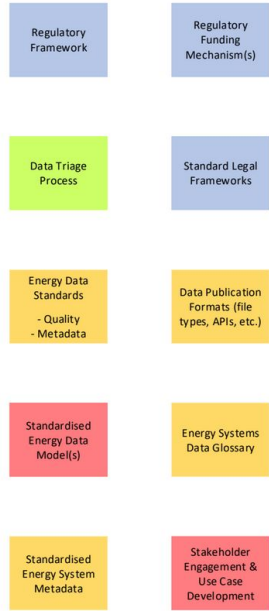 Regulatory
Framework
Regulatory
Funding
Mechanism(s)
Data Triage
Process
Standard Legal
Frameworks
Energy Data
Standards
- Quality
- Metadata
Data Publication
Formats (file
types, APIs, etc.)
Standardised
Energy Data
Model(s)
Energy Systems
Data Glossary
Standardised
Energy System
Metadata
Stakeholder
Engagement &
Use Case
Development